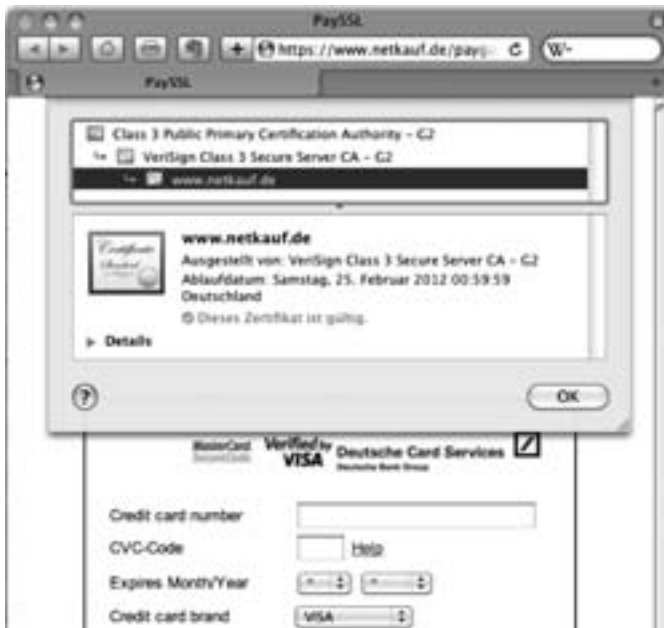 PaySSL
https://www.netkauf.de/payg
PaySSL
Class 3 Public Primary Certification Authority - G2
VeriSign Class 3 Secure Server CA - G2
www.netkauf.de
www.netkauf.de
Ausgestellt von: VeriSign Class 3 Secure Server CA - G2
Ablaufdatum: Samstag, 25. Februar 2012 00:59:59
Deutschland
Dieses Zertifikat ist gültig.
Details
? OK
MasterCard SecureCode
Verified by VISA
Deutsche Card Services
Deutsche Bank Group
Credit card number
CVC-Code Help
Expires Month/Year
Credit card brand VISA